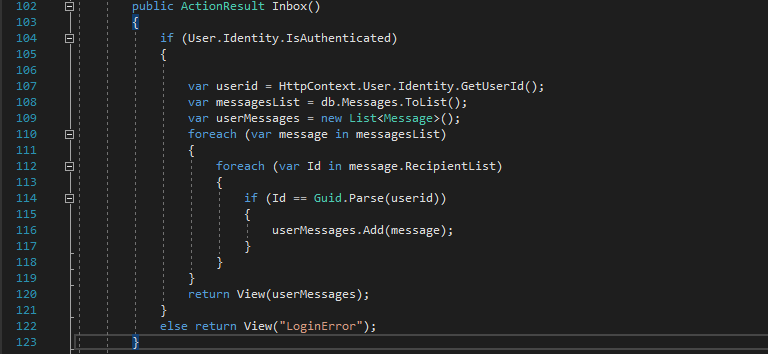 102 public ActionResult Inbox()
103 {
104 if (User.Identity.IsAuthenticated)
105 {
106
107 var userid = HttpContext.User.Identity.GetUserId();
108 var messagesList = db.Messages.ToList();
109 var userMessages = new List<Message>();
110 foreach (var message in messagesList)
111 {
112 foreach (var Id in message.RecipientList)
113 {
114 if (Id == Guid.Parse(userid))
115 {
116 userMessages.Add(message);
117 }
118 }
119 }
120 return View(userMessages);
121 }
122 else return View("LoginError");
123 }